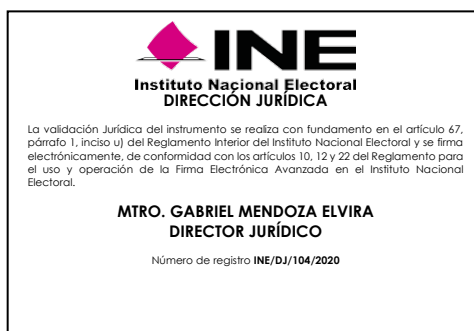 INE
Instituto Nacional Electoral
DIRECCIÓN JURÍDICA
La validación Jurídica del instrumento se realiza con fundamento en el artículo 67,
párrafo 1, inciso u) del Reglamento Interior del Instituto Nacional Electoral y se firma
electrónicamente, de conformidad con los artículos 10, 12 y 22 del Reglamento para
el uso y operación de la Firma Electrónica Avanzada en el Instituto Nacional
Electoral.
MTRO. GABRIEL MENDOZA ELVIRA
DIRECTOR JURÍDICO
Número de registro INE/DJ/104/2020